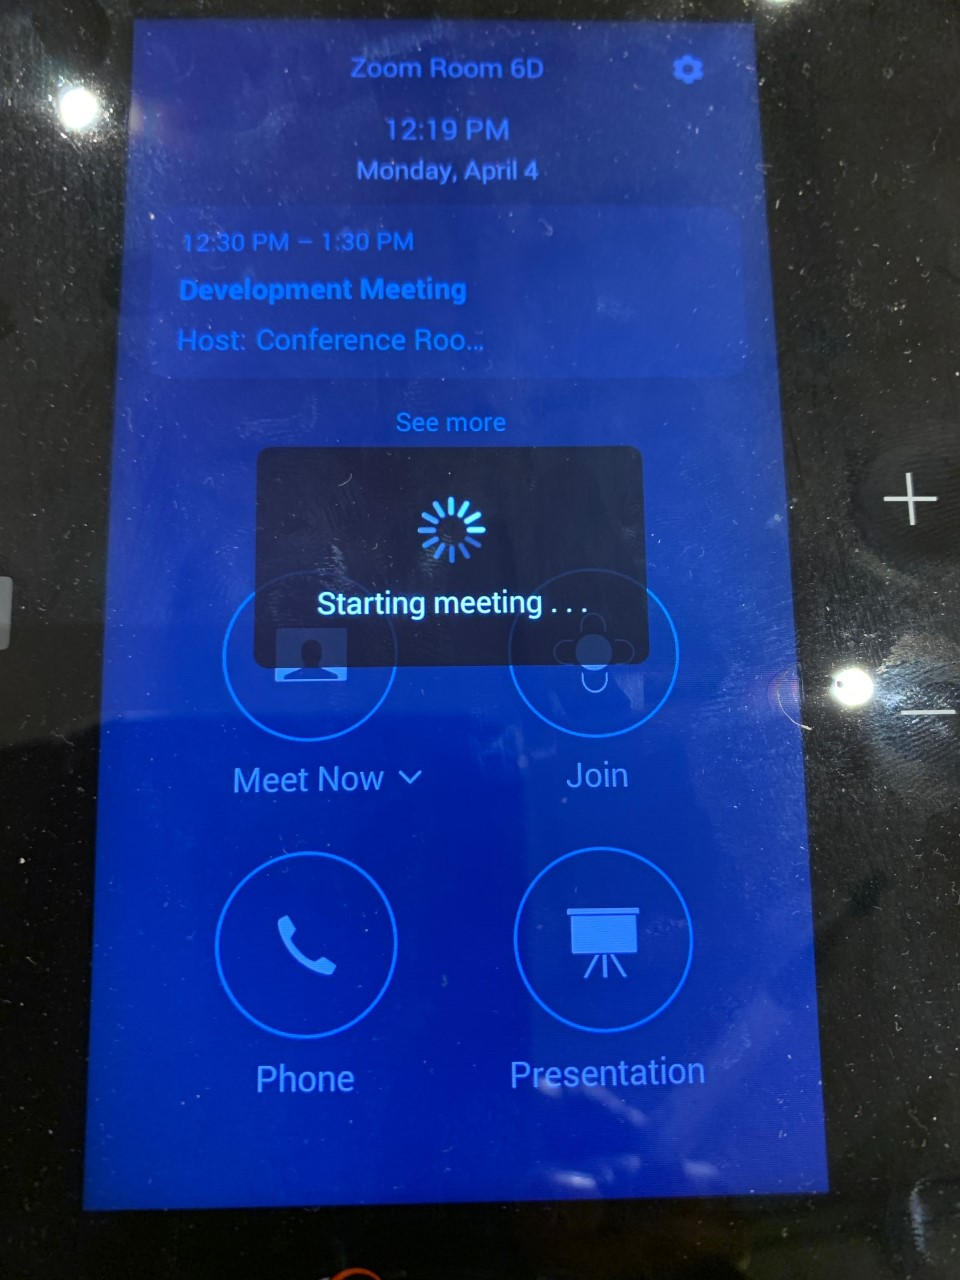 Zoom Room 6D
12:19 PM
Monday, April 4
12:30 PM – 1:30 PM
Development Meeting
Host: Conference Roo...
See more
Starting meeting . . .
Meet Now
Join
Phone
Presentation